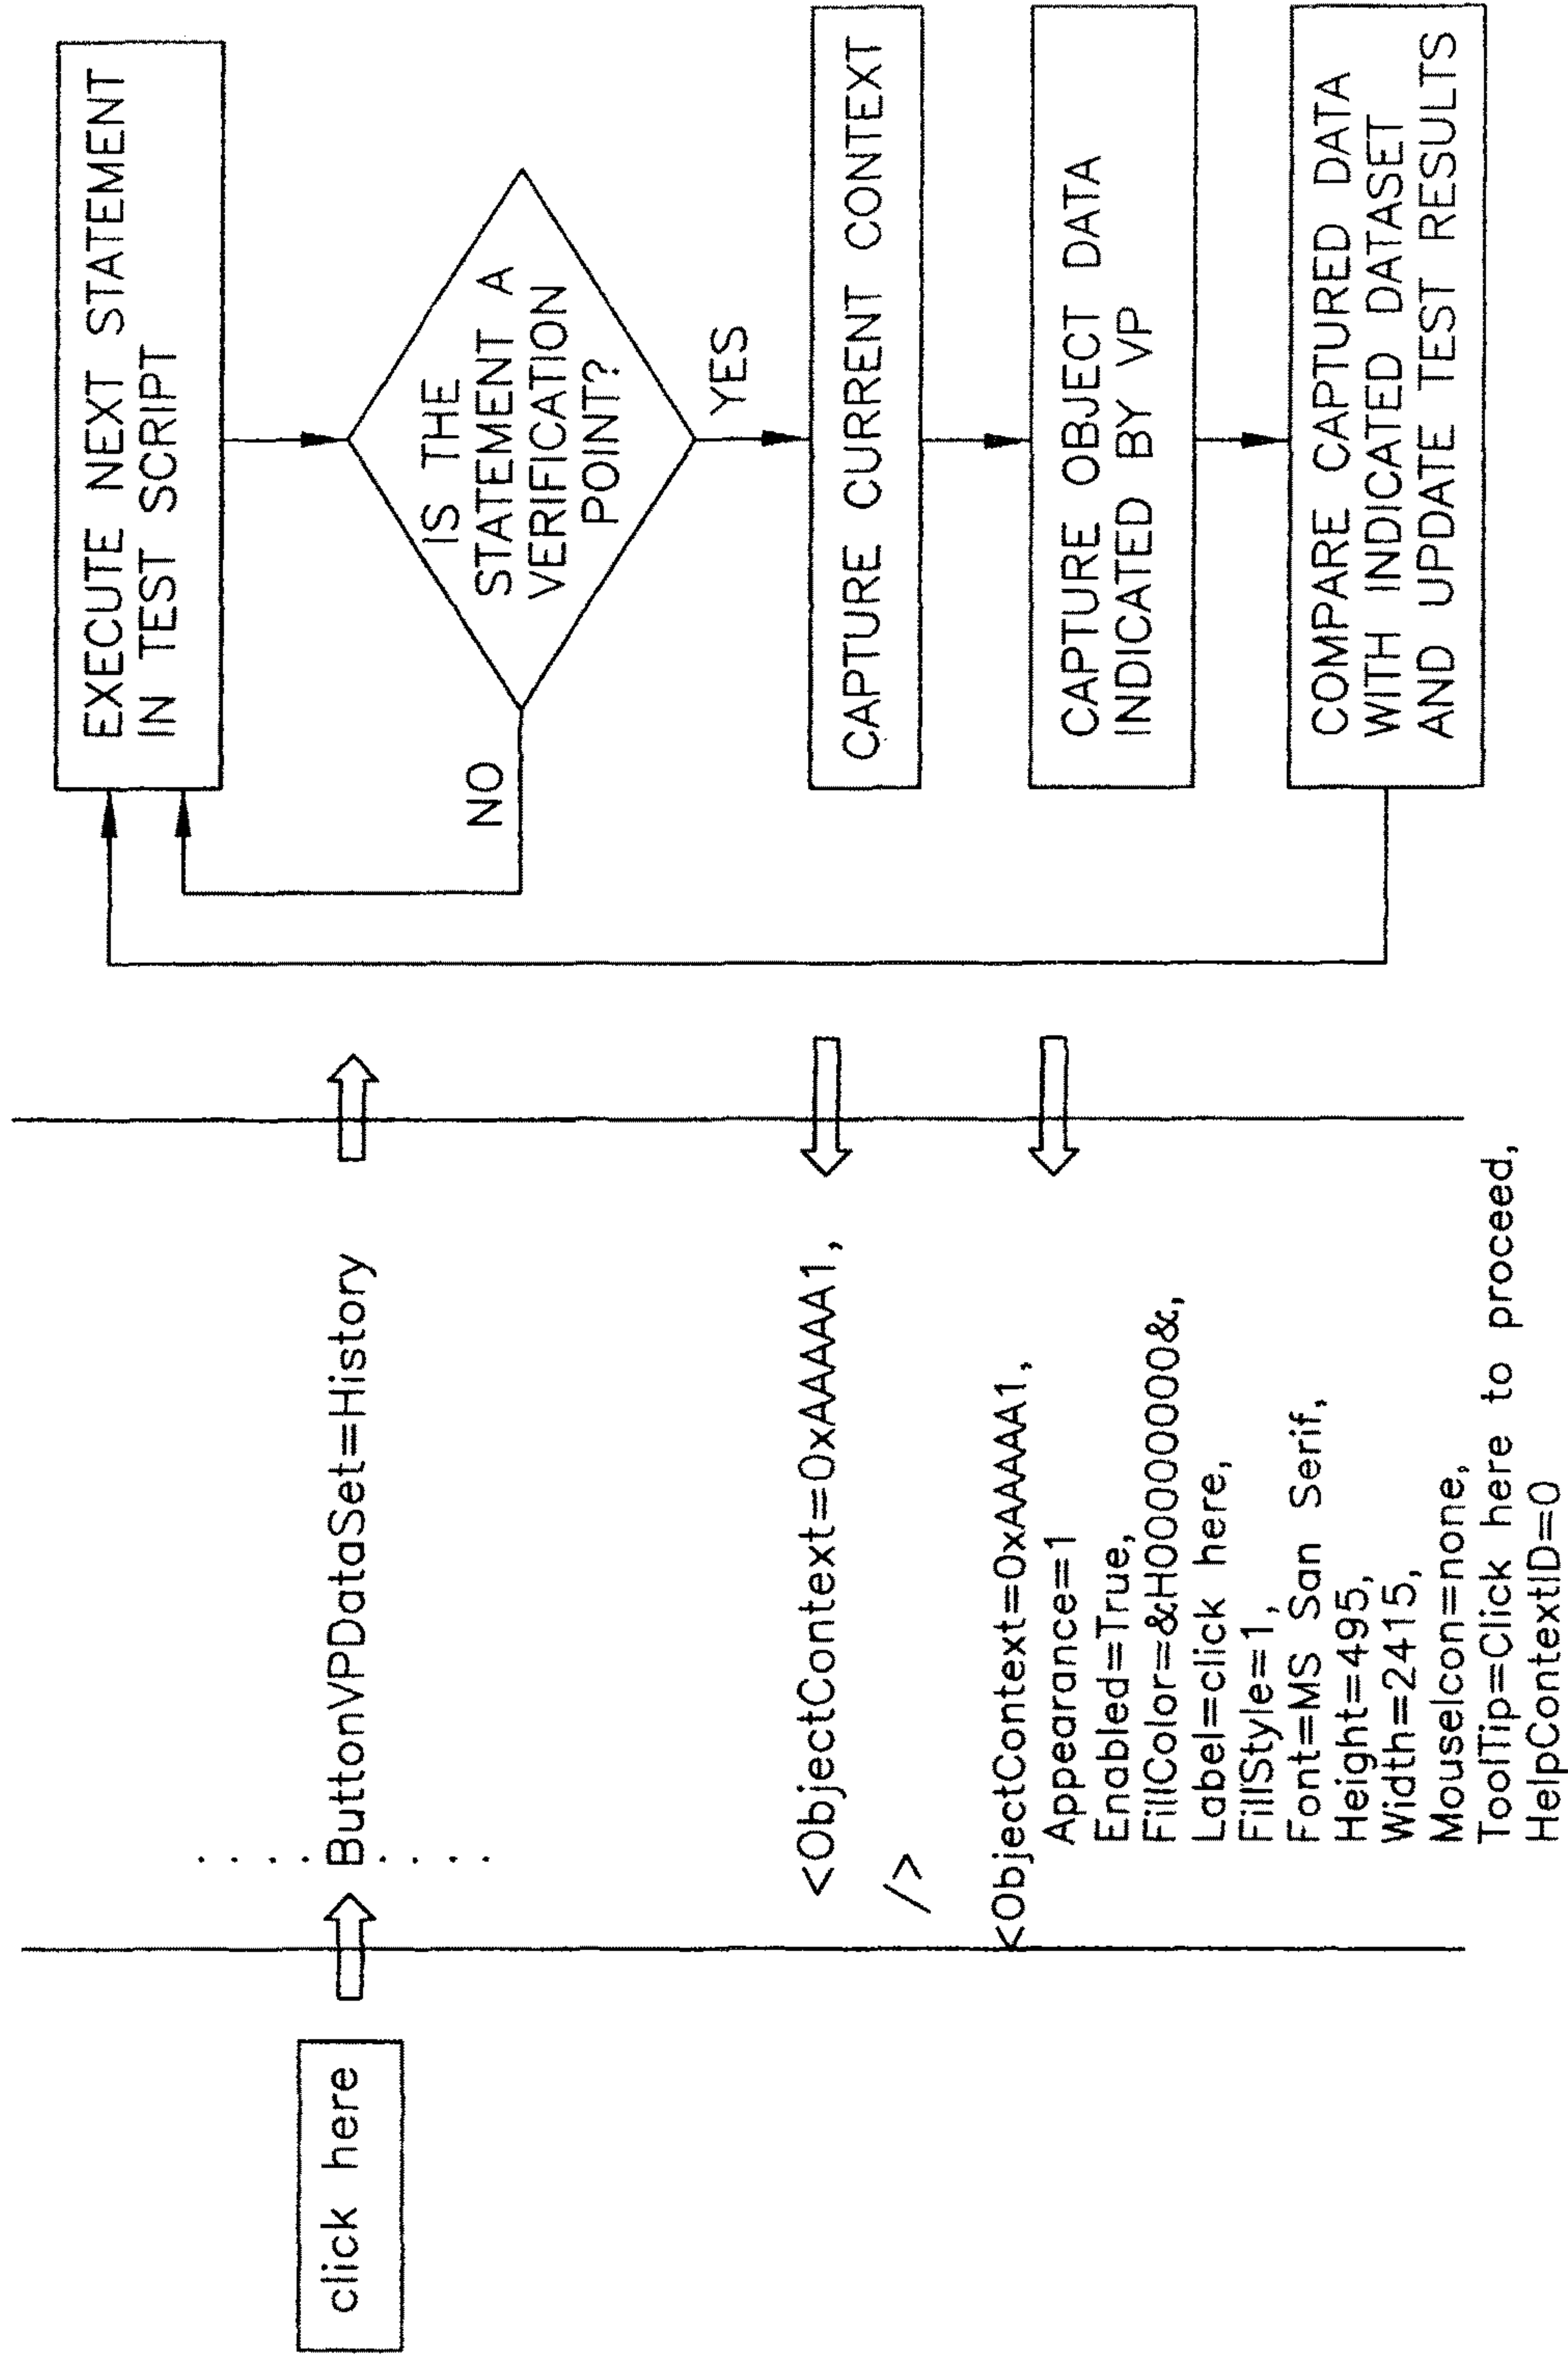 click here
. . . . .
ButtonVPDataSet=History
. . . . .
<ObjectContext=0xAAAA1,
/>
<ObjectContext=0xAAAA1,
Appearance=1
Enabled=True,
FillColor=&H00000000&,
Label=click here,
FillStyle=1,
Font=MS San Serif,
Height=495,
Width=2415,
MouseIcon=none,
ToolTip=Click here to proceed,
HelpContextID=0
EXECUTE NEXT STATEMENT
IN TEST SCRIPT
IS THE
STATEMENT A
VERIFICATION
POINT?
NO
YES
CAPTURE CURRENT CONTEXT
CAPTURE OBJECT DATA
INDICATED BY VP
COMPARE CAPTURED DATA
WITH INDICATED DATASET
AND UPDATE TEST RESULTS